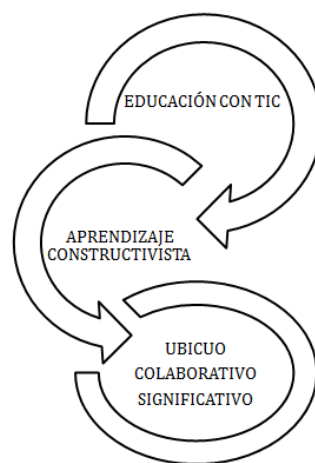 EDUCACIÓN CON TIC
APRENDIZAJE
CONSTRUCTIVISTA
UBICUO
COLABORATIVO
SIGNIFICATIVO